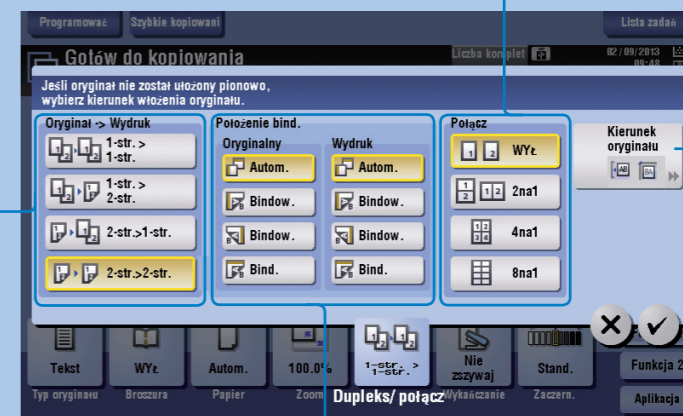 Programować
Szybkie kopiowani
Lista zadań
Gotów do kopiowania
Liczba komplet
02/09/2013
09:48
Jeśli oryginał nie został ułożony pionowo,
wybierz kierunek włożenia oryginału.
Oryginał -> Wydruk
1-str. >
1-str.
1-str. >
2-str.
2-str.>1-str.
2-str.>2-str.
Położenie bind.
Oryginalny
Wydruk
Autom.
Autom.
Bindow.
Bindow.
Bindow.
Bindow.
Bind.
Bind.
Połącz
WYŁ
2na1
4na1
8na1
Kierunek
oryginału
Tekst
WYŁ
Autom.
100.0%
1-str. >
1-str.
Nie
zszywaj
Stand.
Funkcja 2
Typ oryginału
Broszura
Papier
Zoom
Dupleks/ połącz
Wykańczanie
Zaczern.
Aplikacja